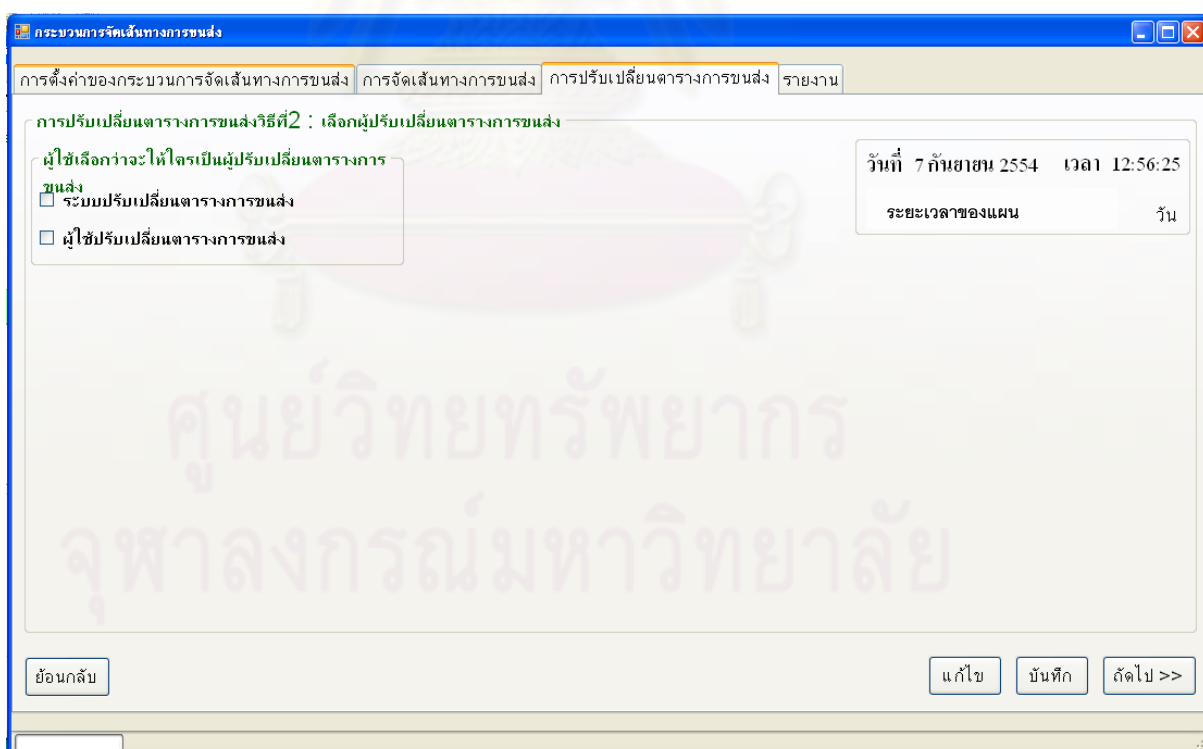 กระบวนการจัดเส้นทางการขนส่ง
การตั้งค่าของกระบวนการจัดเส้นทางการขนส่ง การจัดเส้นทางการขนส่ง การปรับเปลี่ยนตารางการขนส่ง รายงาน
การปรับเปลี่ยนตารางการขนส่งวิธีที่2 : เลือกผู้ปรับเปลี่ยนตารางการขนส่ง
ผู้ใช้เลือกว่าจะให้ใครเป็นผู้ปรับเปลี่ยนตารางการ
ขนส่ง
ระบบปรับเปลี่ยนตารางการขนส่ง
ผู้ใช้ปรับเปลี่ยนตารางการขนส่ง
วันที่ 7 กันยายน 2554 เวลา 12:56:25
ระยะเวลาของแผน วัน
ศูนย์วิทยทรัพยากร
จุฬาลงกรณ์มหาวิทยาลัย
ย้อนกลับ แก้ไข บันทึก ถัดไป >>